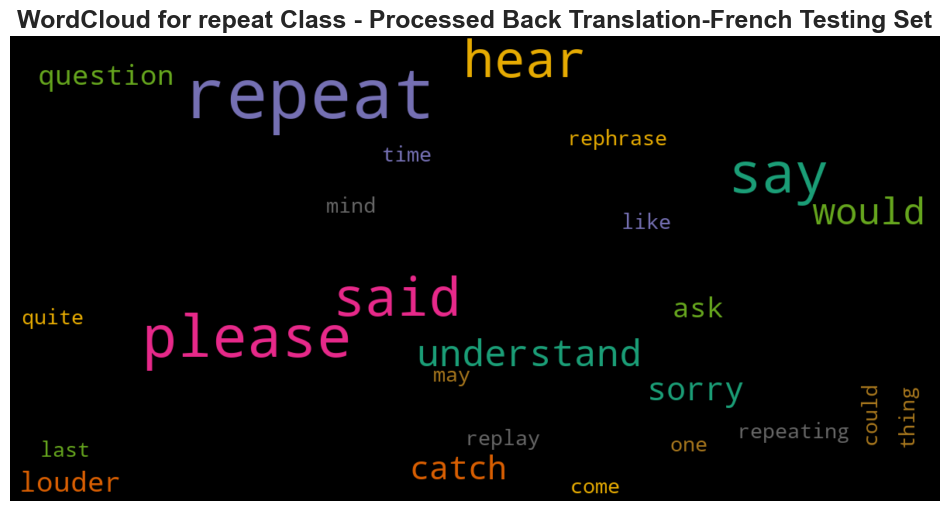 WordCloud for repeat Class - Processed Back Translation-French Testing Set
hear
question
repeat
rephrase
time
say
mind
would
like
said
ask
quite
please
understand
may
sorry
could
thing
repeating
replay
one
last
catch
louder
come